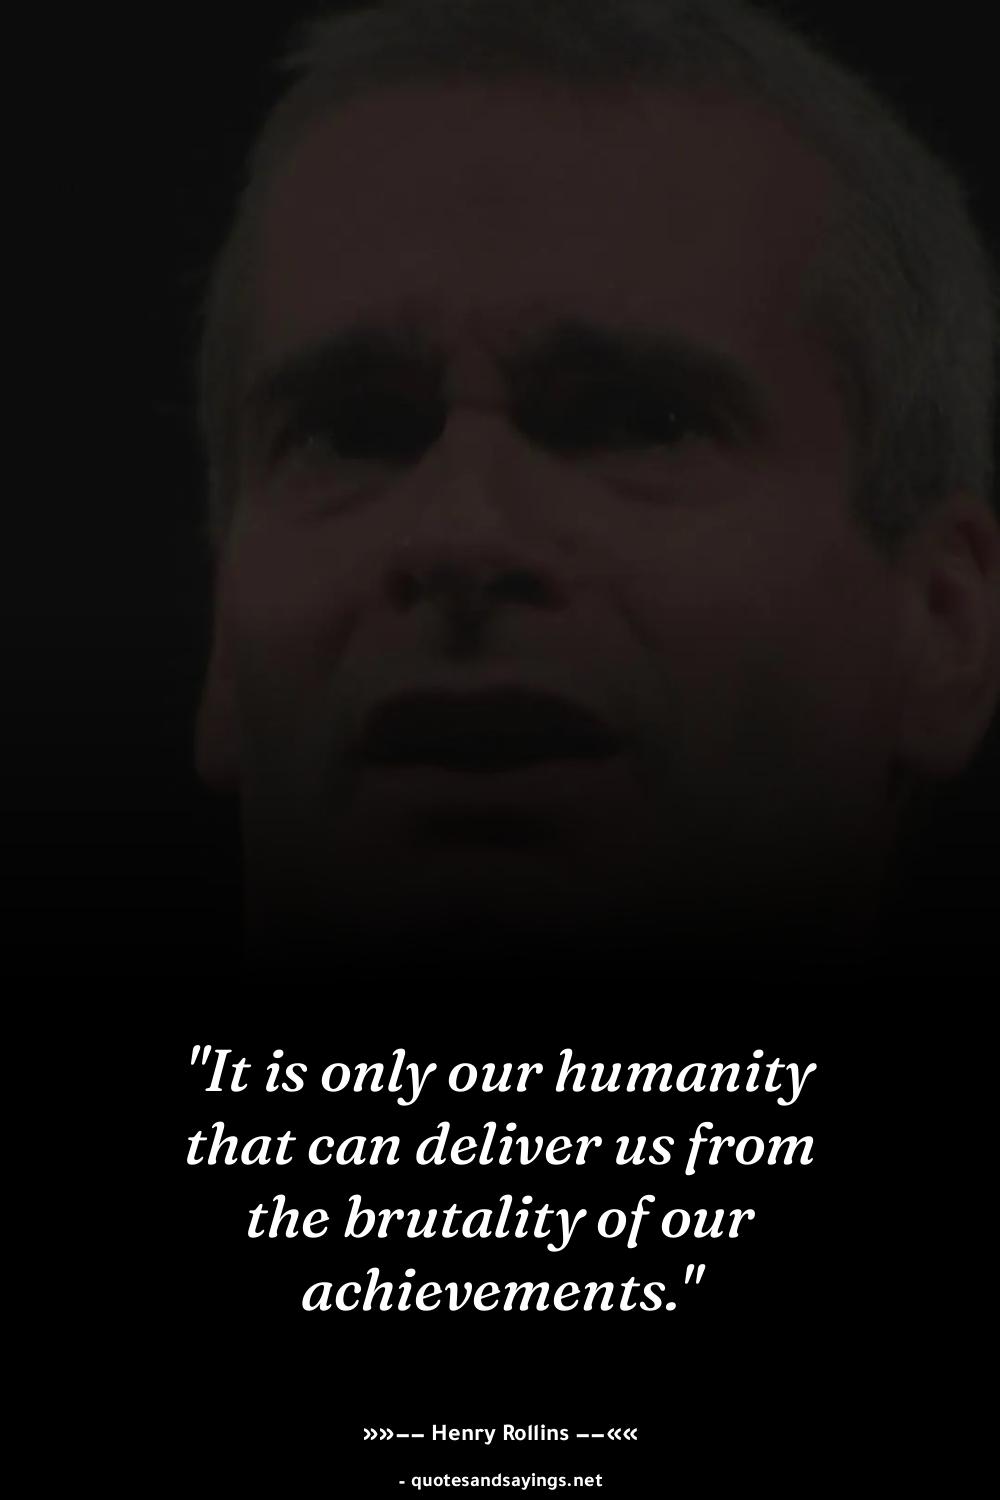 "It is only our humanity
that can deliver us from
the brutality of our
achievements."
»»–– Henry Rollins ––««
- quotesandsayings.net